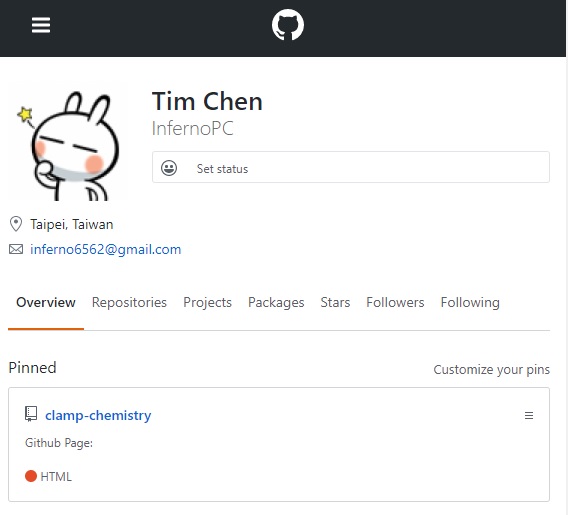 Tim Chen
InfernoPC
Set status
Taipei, Taiwan
inferno6562@gmail.com
Overview Repositories Projects Packages Stars Followers Following
Pinned Customize your pins
clamp-chemistry
Github Page:
HTML